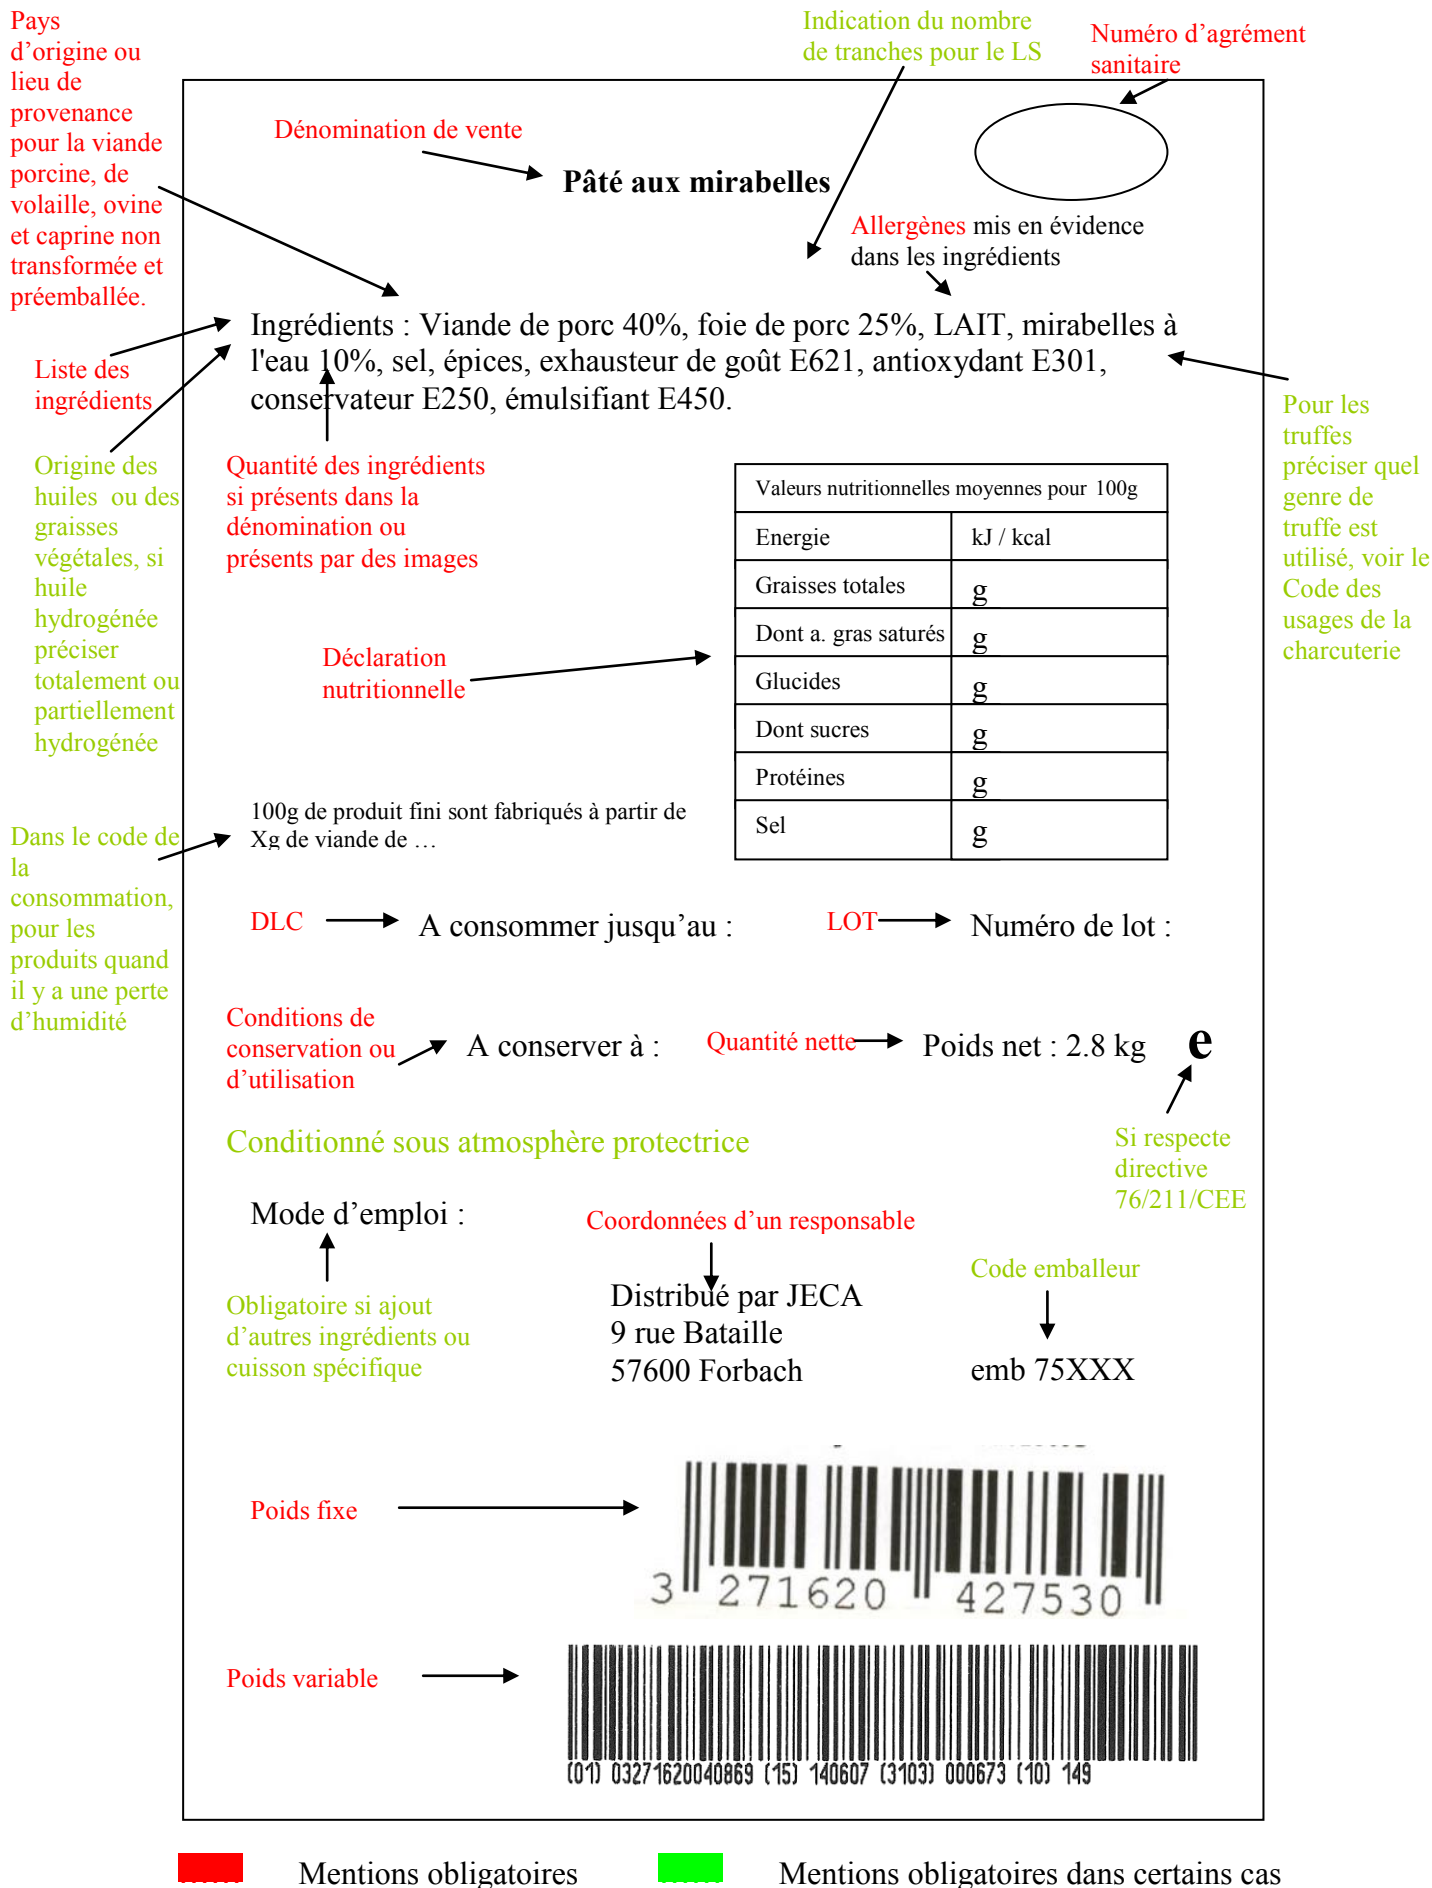 Pays
d’origine ou
lieu de
provenance
pour la viande
porcine, de
volaille, ovine
et caprine non
transformée et
préemballée.
Indication du nombre
de tranches pour le LS
Numéro d’agrément
sanitaire
Dénomination de vente
Pâté aux mirabelles
Allergènes mis en évidence
dans les ingrédients
Liste des
ingrédients
Ingrédients : Viande de porc 40%, foie de porc 25%, LAIT, mirabelles à
l'eau 10%, sel, épices, exhausteur de goût E621, antioxydant E301,
conservateur E250, émulsifiant E450.
Pour les
truffes
préciser quel
genre de
truffe est
utilisé, voir le
Code des
usages de la
charcuterie
Origine des
huiles ou des
graisses
végétales, si
huile
hydrogénée
préciser
totalement ou
partiellement
hydrogénée
Quantité des ingrédients
si présents dans la
dénomination ou
présents par des images
Déclaration
nutritionnelle
Valeurs nutritionnelles moyennes pour 100g
Energie kJ / kcal
Graisses totales g
Dont a. gras saturés g
Glucides g
Dont sucres g
Protéines g
Sel g
Dans le code de
la
consommation,
pour les
produits quand
il y a une perte
d’humidité
100g de produit fini sont fabriqués à partir de
Xg de viande de …
DLC A consommer jusqu’au : LOT Numéro de lot :
Conditions de
conservation ou
d’utilisation
A conserver à : Quantité nette Poids net : 2.8 kg e
Si respecte
directive
76/211/CEE
Conditionné sous atmosphère protectrice
Mode d’emploi :
Obligatoire si ajout
d’autres ingrédients ou
cuisson spécifique
Coordonnées d’un responsable
Distribué par JECA
9 rue Bataille
57600 Forbach
Code emballeur
emb 75XXX
Poids fixe
3 271620 427530
Poids variable
(01) 03271620040869 (15) 140607 (3103) 000673 (10) 149
Mentions obligatoires Mentions obligatoires dans certains cas